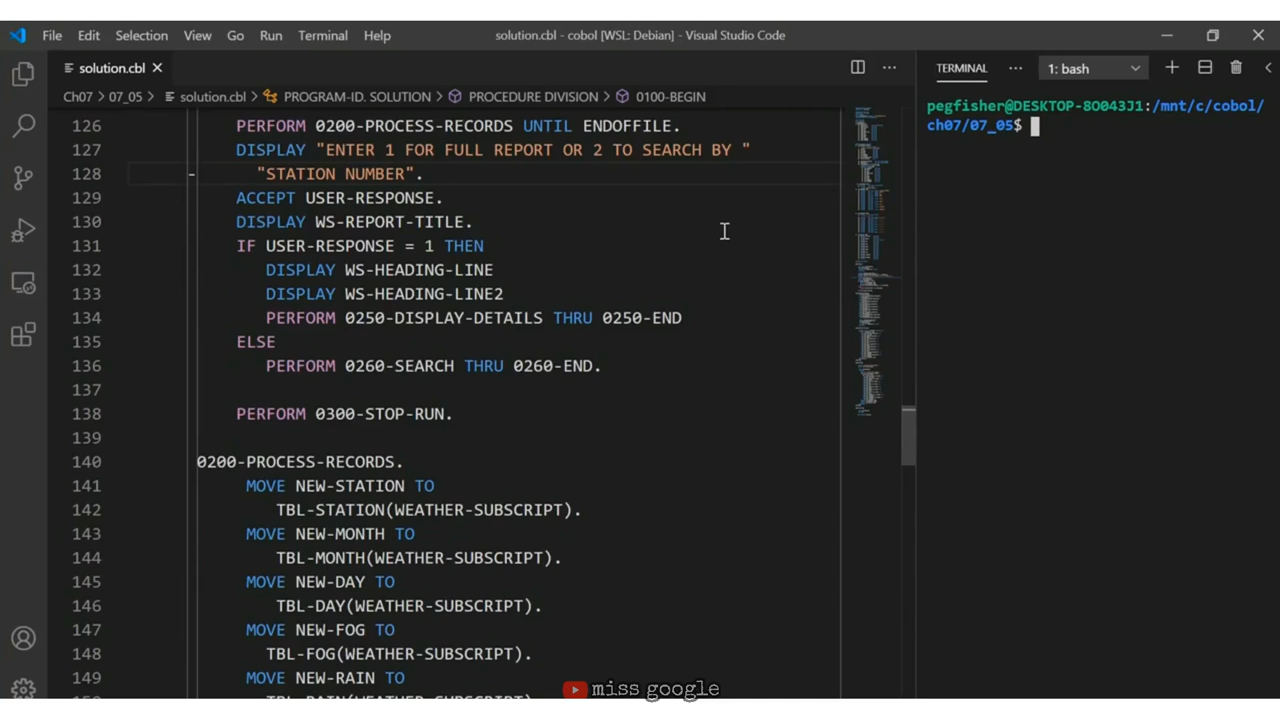 File Edit Selection View Go Run Terminal Help solution.cbl - cobol [WSL: Debian] - Visual Studio Code
solution.cbl
Ch07 > 07_05 > solution.cbl > PROGRAM-ID. SOLUTION > PROCEDURE DIVISION > 0100-BEGIN
126 PERFORM 0200-PROCESS-RECORDS UNTIL ENDOFFILE.
127 DISPLAY "ENTER 1 FOR FULL REPORT OR 2 TO SEARCH BY "
128 - "STATION NUMBER".
129 ACCEPT USER-RESPONSE.
130 DISPLAY WS-REPORT-TITLE.
131 IF USER-RESPONSE = 1 THEN
132 DISPLAY WS-HEADING-LINE
133 DISPLAY WS-HEADING-LINE2
134 PERFORM 0250-DISPLAY-DETAILS THRU 0250-END
135 ELSE
136 PERFORM 0260-SEARCH THRU 0260-END.
137
138 PERFORM 0300-STOP-RUN.
139
140 0200-PROCESS-RECORDS.
141 MOVE NEW-STATION TO
142 TBL-STATION(WEATHER-SUBSCRIPT).
143 MOVE NEW-MONTH TO
144 TBL-MONTH(WEATHER-SUBSCRIPT).
145 MOVE NEW-DAY TO
146 TBL-DAY(WEATHER-SUBSCRIPT).
147 MOVE NEW-FOG TO
148 TBL-FOG(WEATHER-SUBSCRIPT).
149 MOVE NEW-RAIN TO
TERMINAL ··· 1: bash
pegfisher@DESKTOP-8O043J1:/mnt/c/cobol/
ch07/07_05$
miss google